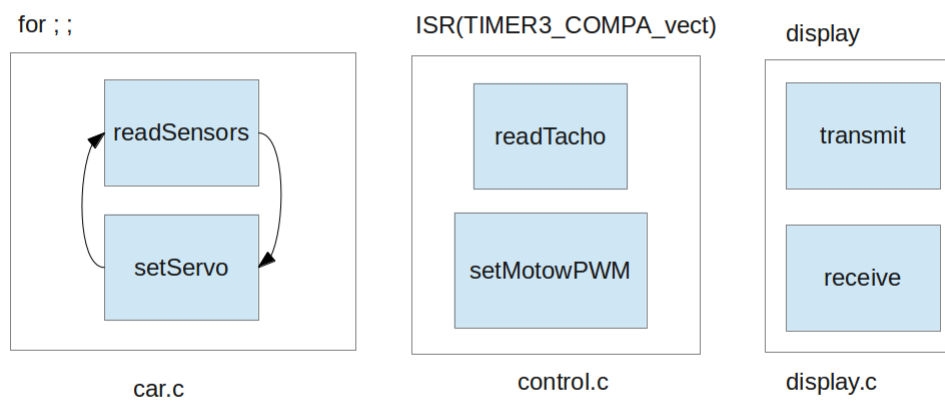 for ; ;
readSensors
setServo
car.c
ISR(TIMER3_COMPA_vect)
readTacho
setMotowPWM
control.c
display
transmit
receive
display.c